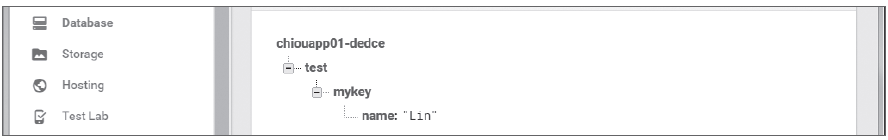 Database
Storage
Hosting
Test Lab
chiouapp01-dedce
test
mykey
name: "Lin"